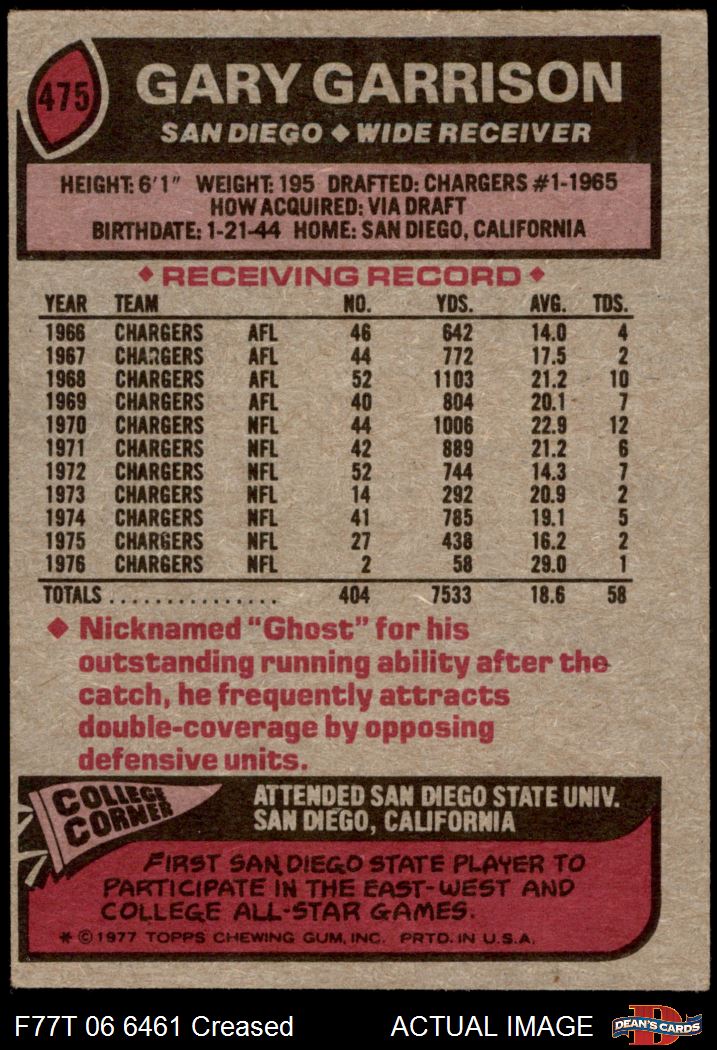 475
GARY GARRISON
SAN DIEGO ◆ WIDE RECEIVER
HEIGHT: 6'1" WEIGHT: 195 DRAFTED: CHARGERS #1-1965
HOW ACQUIRED: VIA DRAFT
BIRTHDATE: 1-21-44 HOME: SAN DIEGO, CALIFORNIA
◆ RECEIVING RECORD ◆
YEAR TEAM NO. YDS. AVG. TDS.
1966 CHARGERS AFL 46 642 14.0 4
1967 CHARGERS AFL 44 772 17.5 2
1968 CHARGERS AFL 52 1103 21.2 10
1969 CHARGERS AFL 40 804 20.1 7
1970 CHARGERS NFL 44 1006 22.9 12
1971 CHARGERS NFL 42 889 21.2 6
1972 CHARGERS NFL 52 744 14.3 7
1973 CHARGERS NFL 14 292 20.9 2
1974 CHARGERS NFL 41 785 19.1 5
1975 CHARGERS NFL 27 438 16.2 2
1976 CHARGERS NFL 2 58 29.0 1
TOTALS ................ 404 7533 18.6 58
◆ Nicknamed "Ghost" for his
outstanding running ability after the
catch, he frequently attracts
double-coverage by opposing
defensive units.
COLLEGE
CORNER
ATTENDED SAN DIEGO STATE UNIV.
SAN DIEGO, CALIFORNIA
FIRST SAN DIEGO STATE PLAYER TO
PARTICIPATE IN THE EAST-WEST AND
COLLEGE ALL-STAR GAMES.
* © 1977 TOPPS CHEWING GUM, INC. PRTD. IN U.S.A.
F77T 06 6461 Creased ACTUAL IMAGE
D
DEAN'S CARDS